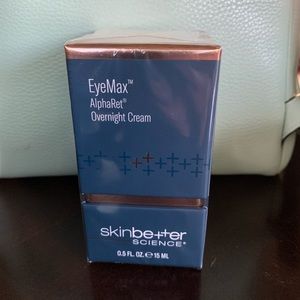 EyeMax™
AlphaRet®
Overnight Cream
skinbetter
SCIENCE®
0.5 FL. OZ. ℮ 15 ML